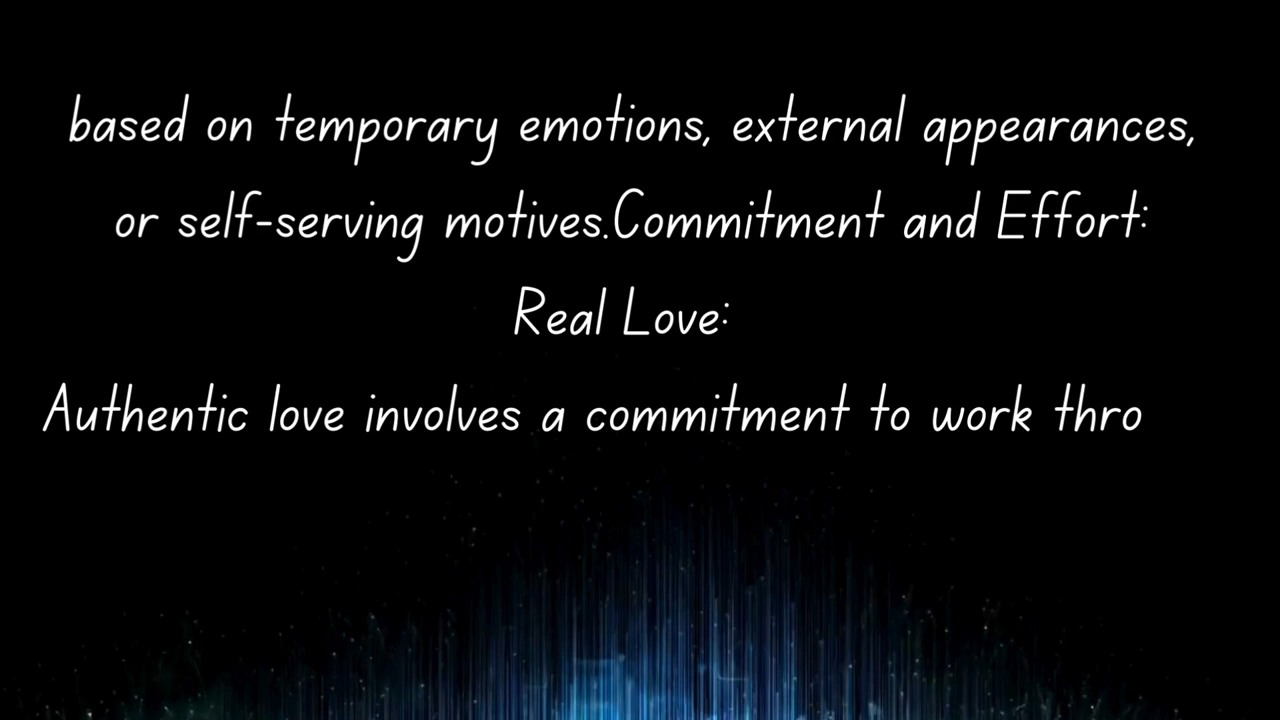 based on temporary emotions, external appearances,
or self-serving motives.Commitment and Effort:
Real Love:
Authentic love involves a commitment to work thro